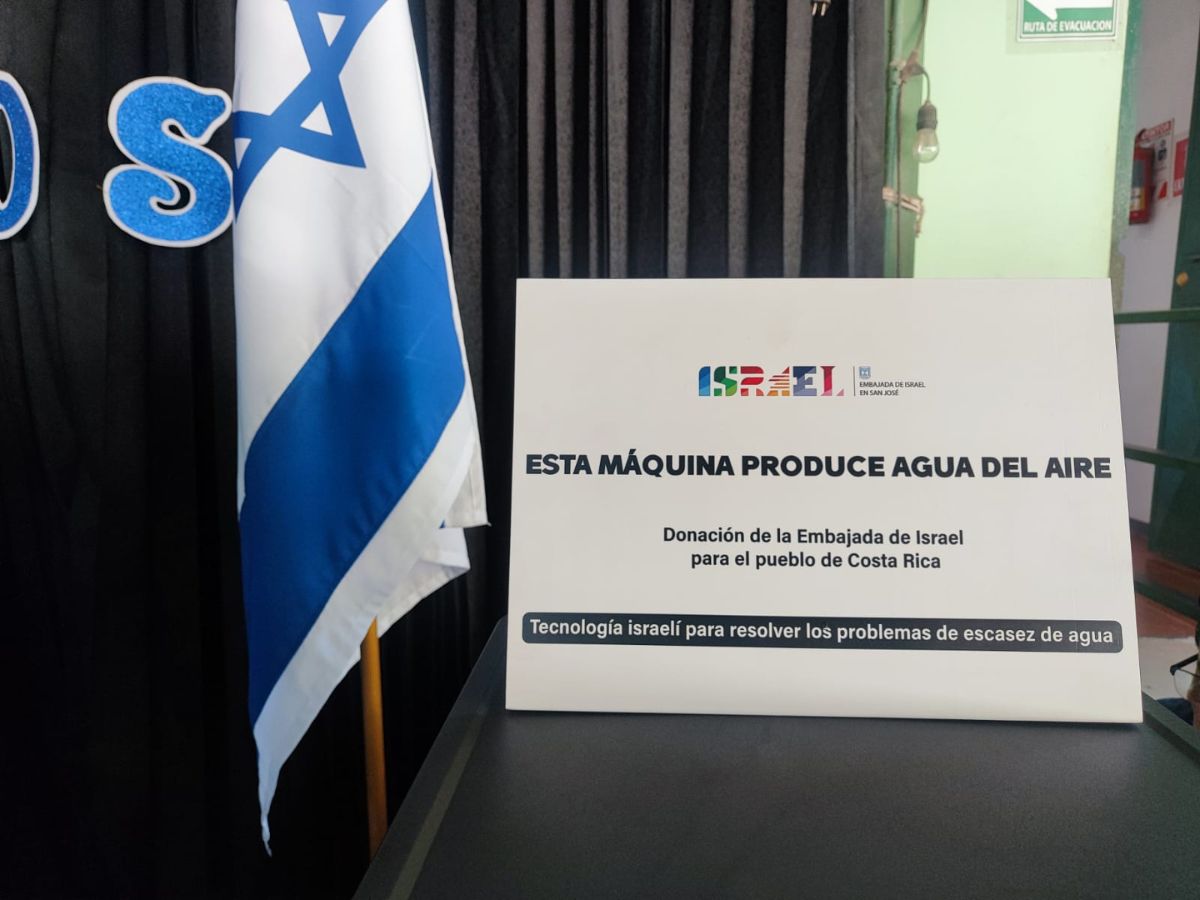 OS
RUTA DE EVACUACION
ISRAEL
EMBAJADA DE ISRAEL
EN SAN JOSÉ
ESTA MÁQUINA PRODUCE AGUA DEL AIRE
Donación de la Embajada de Israel
para el pueblo de Costa Rica
Tecnología israelí para resolver los problemas de escasez de agua